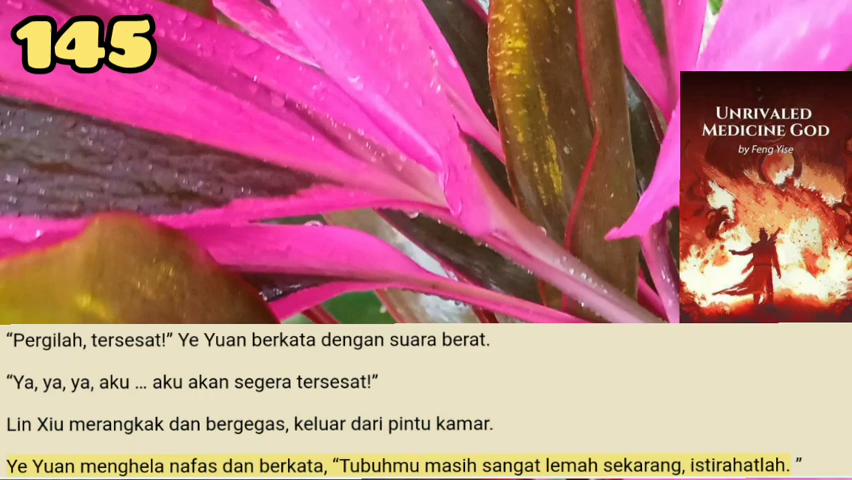 145
UNRIVALED
MEDICINE GOD
by Feng Yise
“Pergilah, tersesat!” Ye Yuan berkata dengan suara berat.
“Ya, ya, ya, aku ... aku akan segera tersesat!”
Lin Xiu merangkak dan bergegas, keluar dari pintu kamar.
Ye Yuan menghela nafas dan berkata, “Tubuhmu masih sangat lemah sekarang, istirahatlah. ”